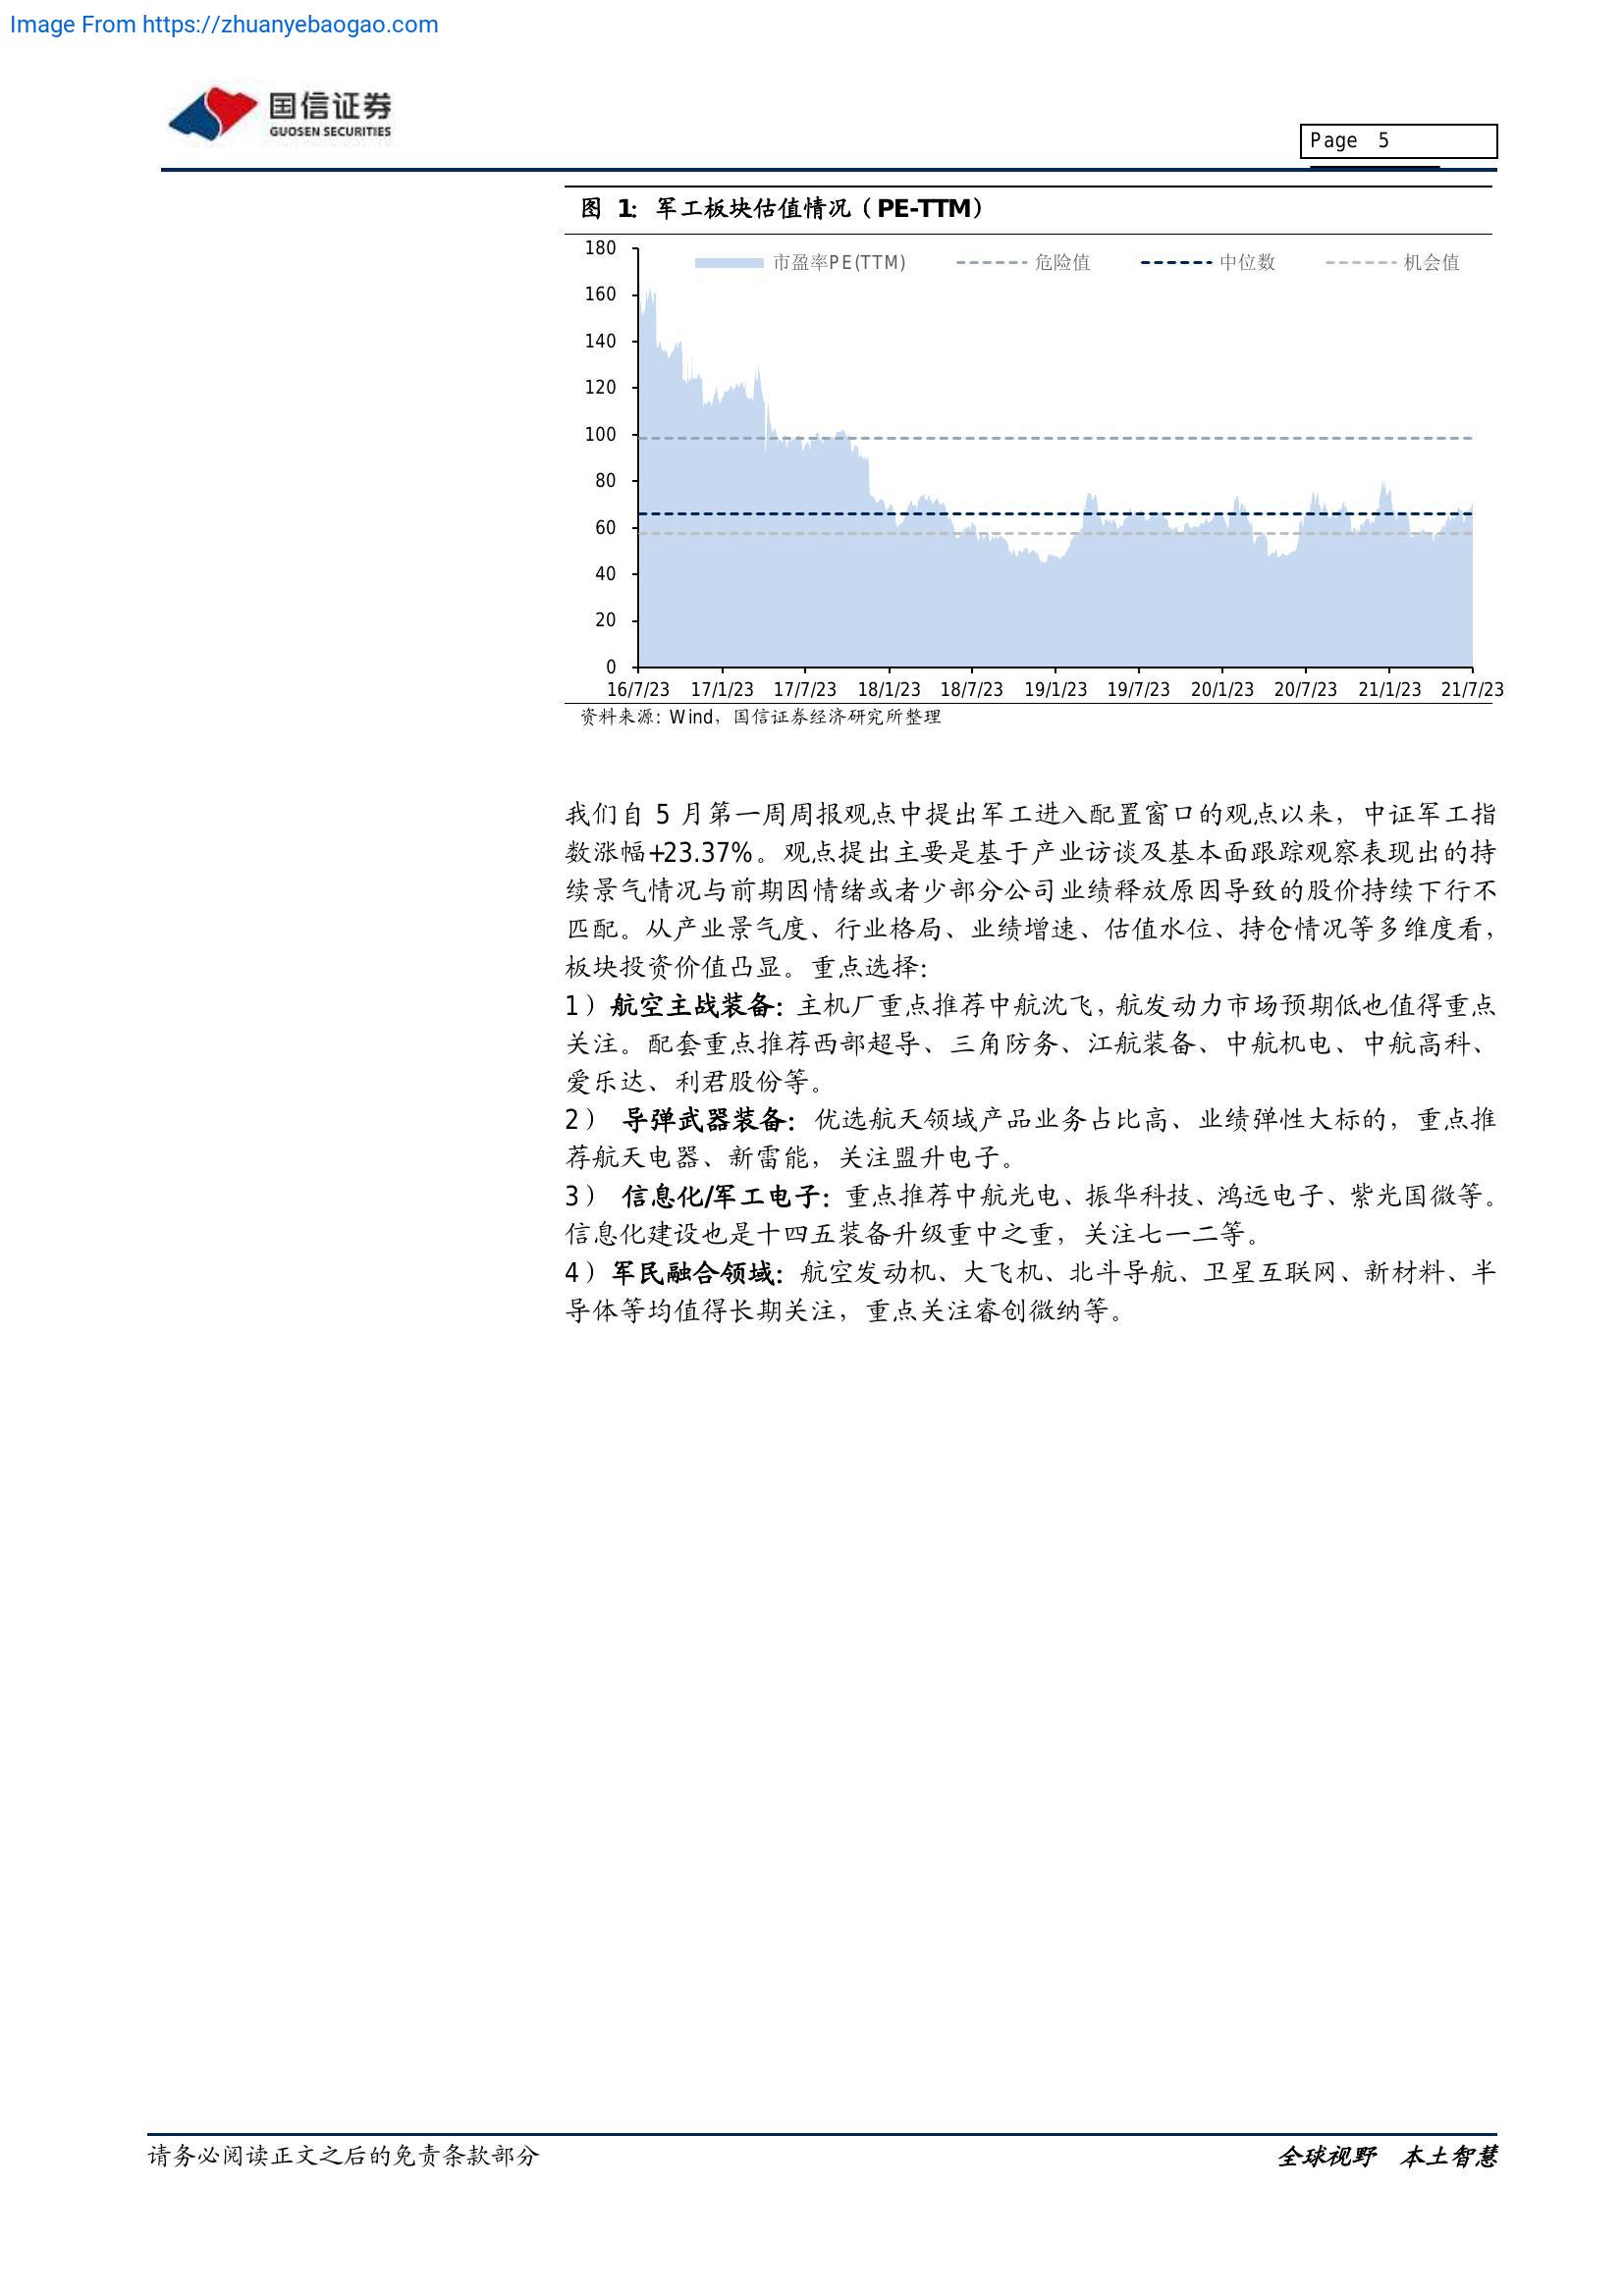 Image From https://zhuanyebaogao.com
国信证券
GUOSEN SECURITIES
Page 5
图 1：军工板块估值情况（PE-TTM）
180
市盈率PE(TTM) 危险值 中位数 机会值
160
140
120
100
80
60
40
20
0
16/7/23 17/1/23 17/7/23 18/1/23 18/7/23 19/1/23 19/7/23 20/1/23 20/7/23 21/1/23 21/7/23
资料来源：Wind，国信证券经济研究所整理
我们自 5 月第一周周报观点中提出军工进入配置窗口的观点以来，中证军工指
数涨幅+23.37%。观点提出主要是基于产业访谈及基本面跟踪观察表现出的持
续景气情况与前期因情绪或者少部分公司业绩释放原因导致的股价持续下行不
匹配。从产业景气度、行业格局、业绩增速、估值水位、持仓情况等多维度看，
板块投资价值凸显。重点选择：
1）航空主战装备：主机厂重点推荐中航沈飞，航发动力市场预期低也值得重点
关注。配套重点推荐西部超导、三角防务、江航装备、中航机电、中航高科、
爱乐达、利君股份等。
2） 导弹武器装备：优选航天领域产品业务占比高、业绩弹性大标的，重点推
荐航天电器、新雷能，关注盟升电子。
3） 信息化/军工电子：重点推荐中航光电、振华科技、鸿远电子、紫光国微等。
信息化建设也是十四五装备升级重中之重，关注七一二等。
4）军民融合领域：航空发动机、大飞机、北斗导航、卫星互联网、新材料、半
导体等均值得长期关注，重点关注睿创微纳等。
请务必阅读正文之后的免责条款部分
全球视野 本土智慧